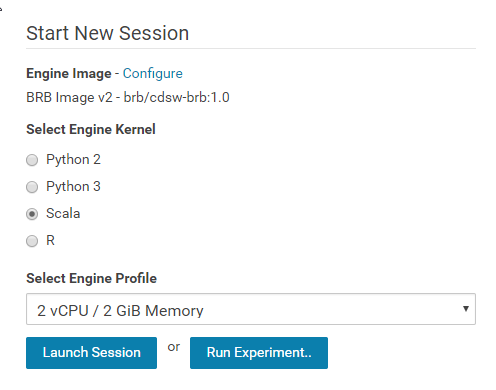 Start New Session
Engine Image - Configure
BRB Image v2 - brb/cdsw-brb:1.0
Select Engine Kernel
Python 2
Python 3
Scala
R
Select Engine Profile
2 vCPU / 2 GiB Memory
Launch Session or Run Experiment..